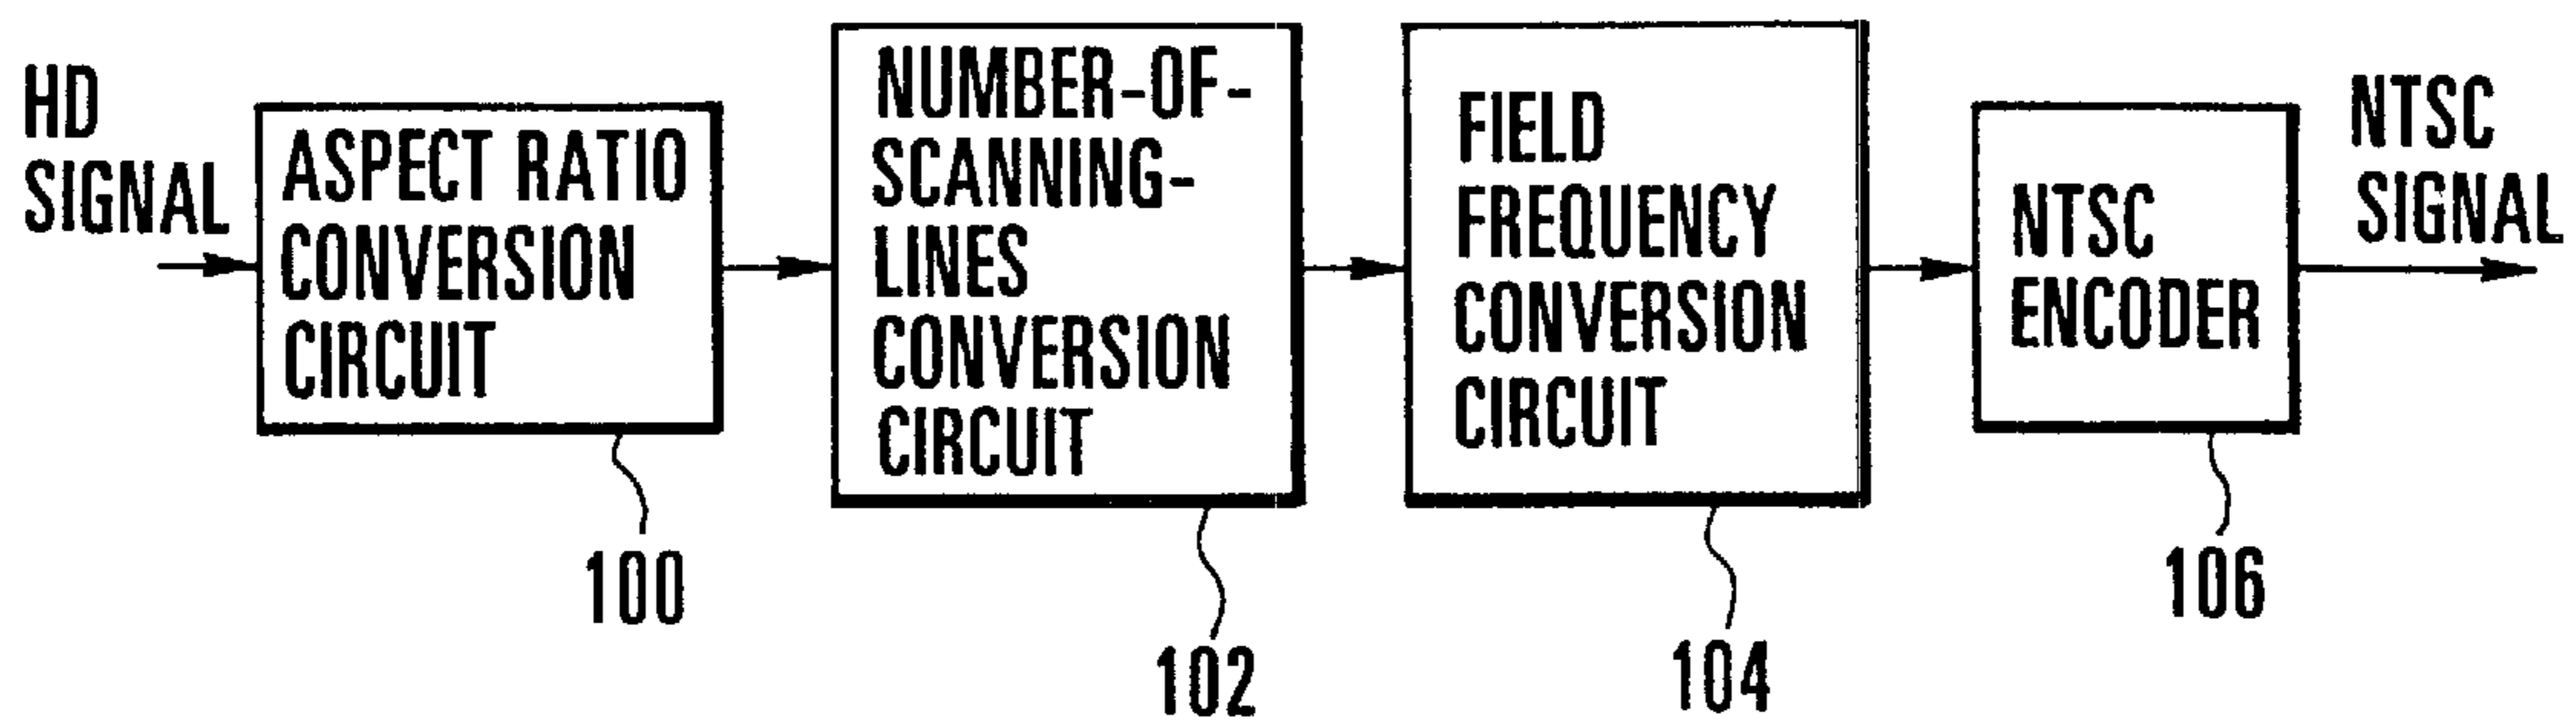 HD
SIGNAL
ASPECT RATIO
CONVERSION
CIRCUIT
100
NUMBER-OF-
SCANNING-
LINES
CONVERSION
CIRCUIT
102
FIELD
FREQUENCY
CONVERSION
CIRCUIT
104
NTSC
ENCODER
106
NTSC
SIGNAL